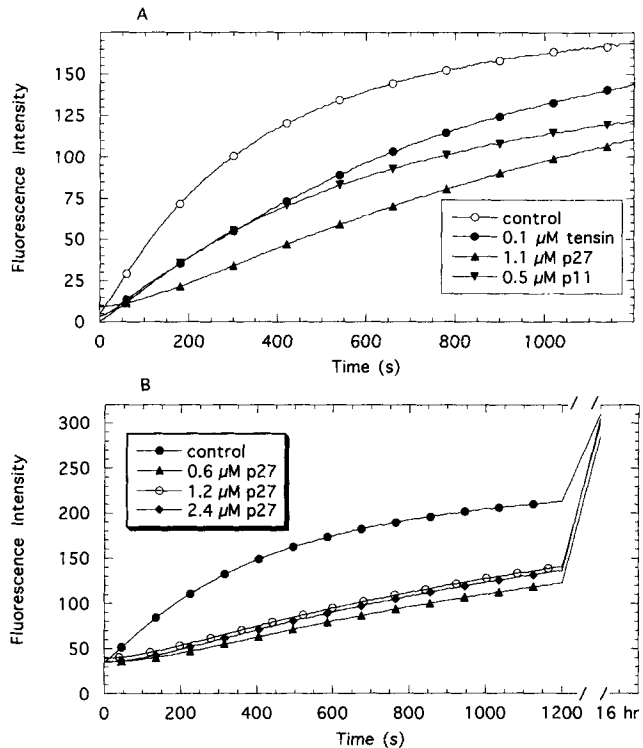 A
Fluorescence Intensity
150
125
100
75
50
25
0
control
0.1 µM tensin
1.1 µM p27
0.5 µM p11
0
200
400
600
800
1000
Time (s)
B
Fluorescence Intensity
300
250
200
150
100
50
0
control
0.6 µM p27
1.2 µM p27
2.4 µM p27
0
200
400
600
800
1000
1200
16 hr
Time (s)